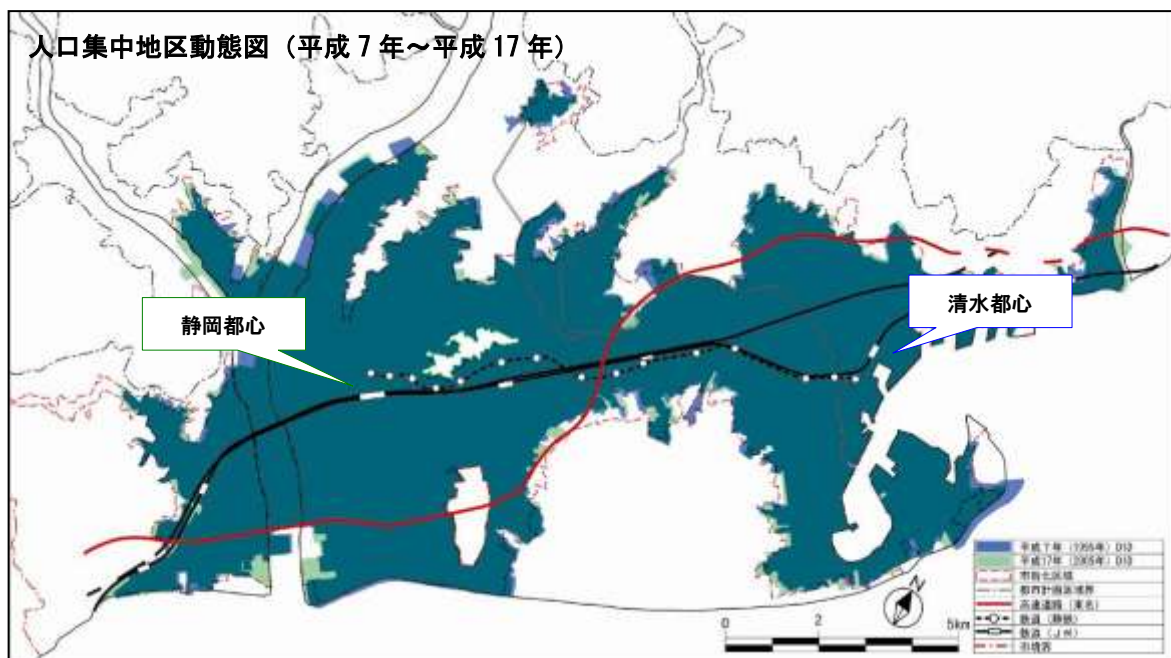 人口集中地区動態図（平成７年～平成 17 年）
静岡都心
清水都心
平成７年（1995年）DID
平成17年（2005年）DID
市街化区域
都市計画区域界
高速道路（東名）
鉄道（静鉄）
鉄道（ＪＲ）
市境界
N
0 2 5km